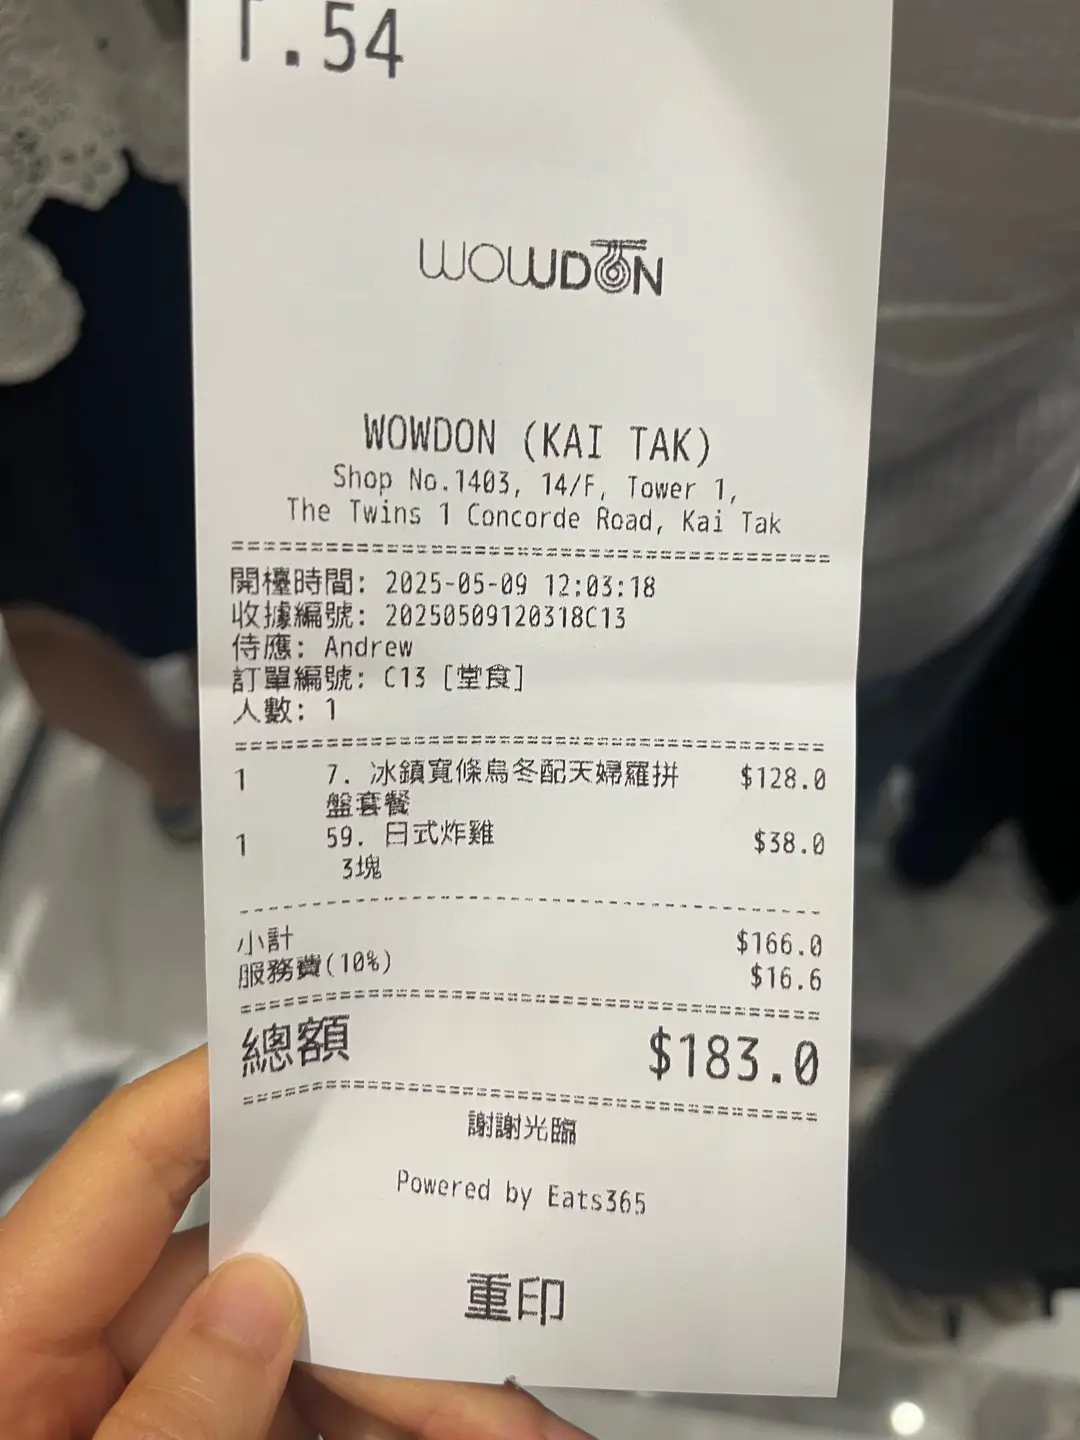 T.54
WOWDON
WOWDON (KAI TAK)
Shop No.1403, 14/F, Tower 1,
The Twins 1 Concorde Road, Kai Tak
開檯時間: 2025-05-09 12:03:18
收據編號: 20250509120318C13
侍應: Andrew
訂單編號: C13 [堂食]
人數: 1
1 7. 冰鎮寬條烏冬配天婦羅拼 $128.0
盤套餐
1 59. 日式炸雞 $38.0
3塊
小計 $166.0
服務費(10%) $16.6
總額 $183.0
謝謝光臨
Powered by Eats365
重印